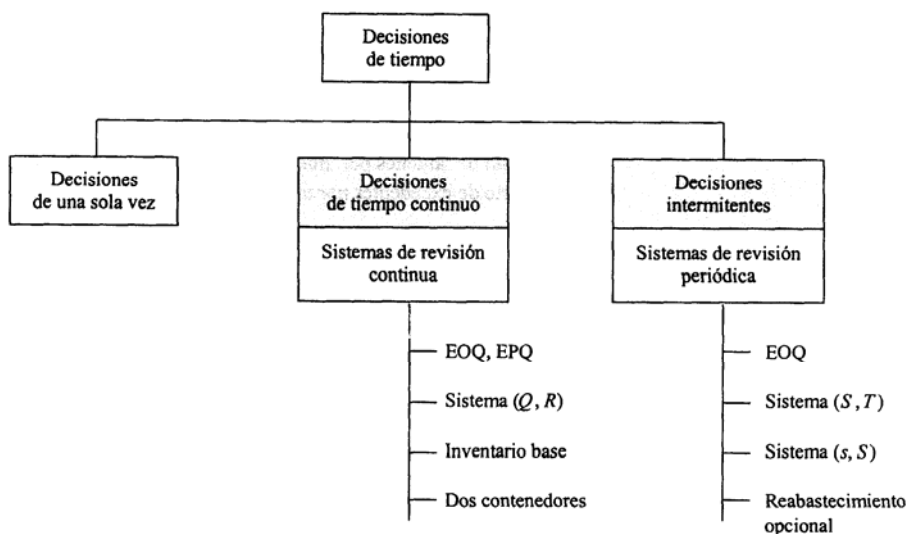 Decisiones
de tiempo
Decisiones
de una sola vez
Decisiones
de tiempo continuo
Sistemas de revisión
continua
EOQ, EPQ
Sistema (Q, R)
Inventario base
Dos contenedores
Decisiones
intermitentes
Sistemas de revisión
periódica
EOQ
Sistema (S, T)
Sistema (s, S)
Reabastecimiento
opcional